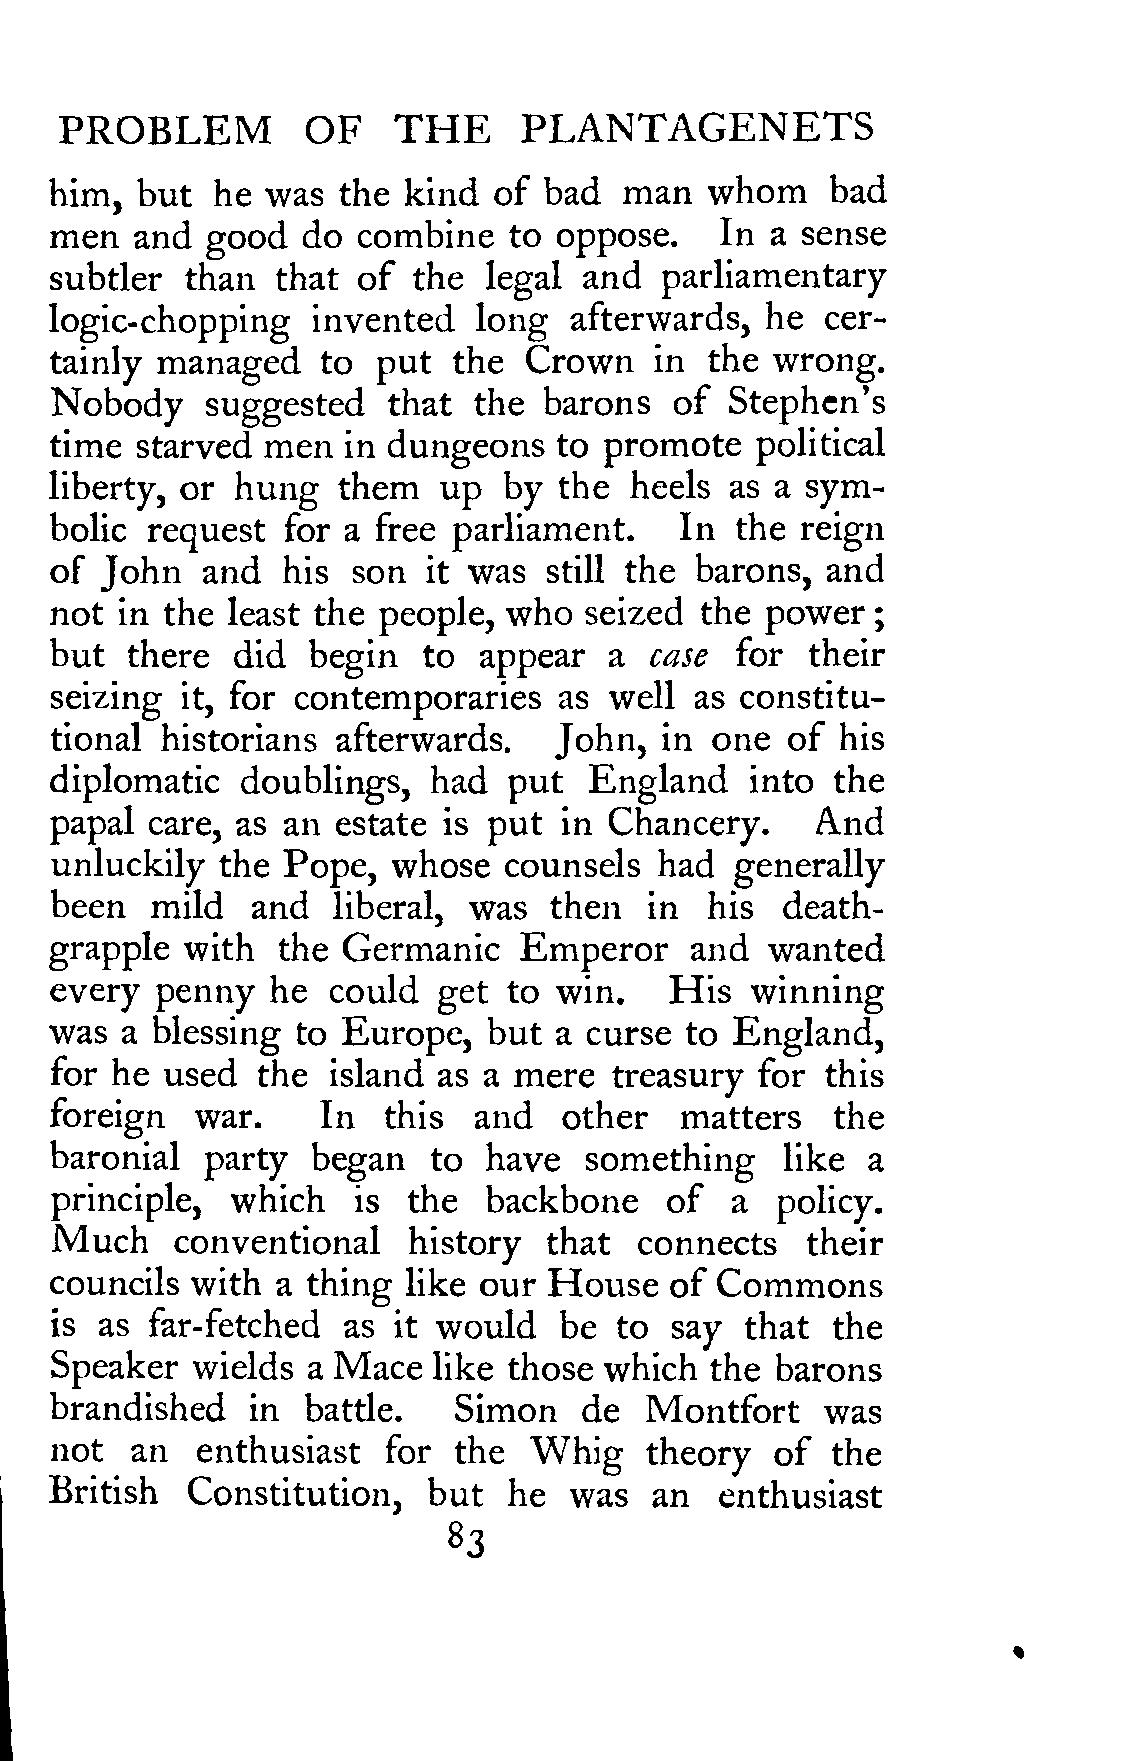 PROBLEM OF THE PLANTAGENETS
him, but he was the kind of bad man whom bad
men and good do combine to oppose. In a sense
subtler than that of the legal and parliamentary
logic-chopping invented long afterwards, he cer-
tainly managed to put the Crown in the wrong.
Nobody suggested that the barons of Stephen's
time starved men in dungeons to promote political
liberty, or hung them up by the heels as a sym-
bolic request for a free parliament. In the reign
of John and his son it was still the barons, and
not in the least the people, who seized the power;
but there did begin to appear a case for their
seizing it, for contemporaries as well as constitu-
tional historians afterwards. John, in one of his
diplomatic doublings, had put England into the
papal care, as an estate is put in Chancery. And
unluckily the Pope, whose counsels had generally
been mild and liberal, was then in his death-
grapple with the Germanic Emperor and wanted
every penny he could get to win. His winning
was a blessing to Europe, but a curse to England,
for he used the island as a mere treasury for this
foreign war. In this and other matters the
baronial party began to have something like a
principle, which is the backbone of a policy.
Much conventional history that connects their
councils with a thing like our House of Commons
is as far-fetched as it would be to say that the
Speaker wields a Mace like those which the barons
brandished in battle. Simon de Montfort was
not an enthusiast for the Whig theory of the
British Constitution, but he was an enthusiast
83